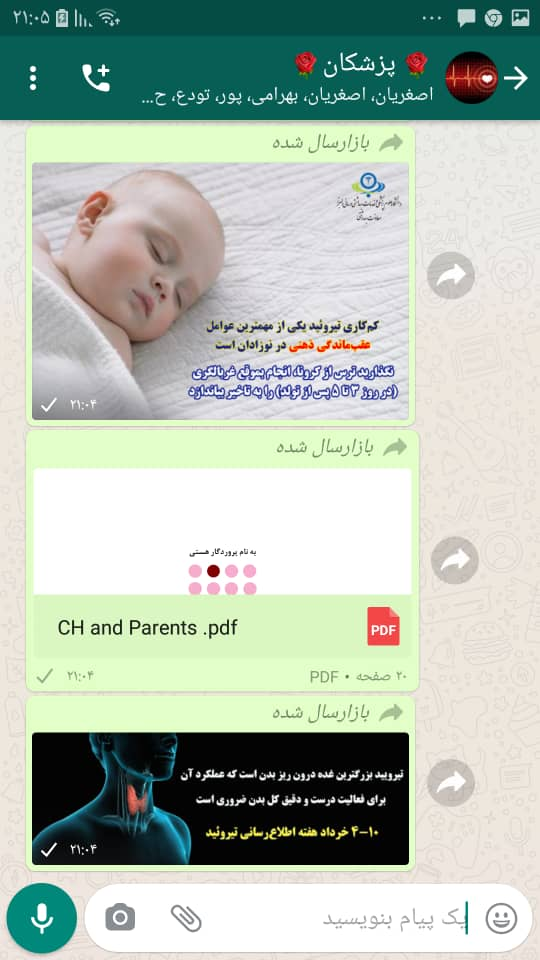 ۲۱:۰۵
🌹 پزشکان 🌹
اصغریان، اصغریان، بهرامی، پور، تودع، ح...
بازارسال شده
کم‌کاری تیروئید یکی از مهمترین عوامل
عقب‌ماندگی ذهنی در نوزادان است
نگذارید ترس از کرونا، انجام بموقع غربالگری
(در روز ۳ تا ۵ پس از تولد) را به تاخیر بیاندازد
۲۱:۰۴
بازارسال شده
به نام پروردگار هستی
CH and Parents .pdf
PDF
۲۰ صفحه • PDF
۲۱:۰۴
بازارسال شده
تیرویید بزرگترین غده درون ریز بدن است که عملکرد آن
برای فعالیت درست و دقیق کل بدن ضروری است
۴-۱۰ خرداد هفته اطلاع‌رسانی تیروئید
۲۱:۰۴
یک پیام بنویسید